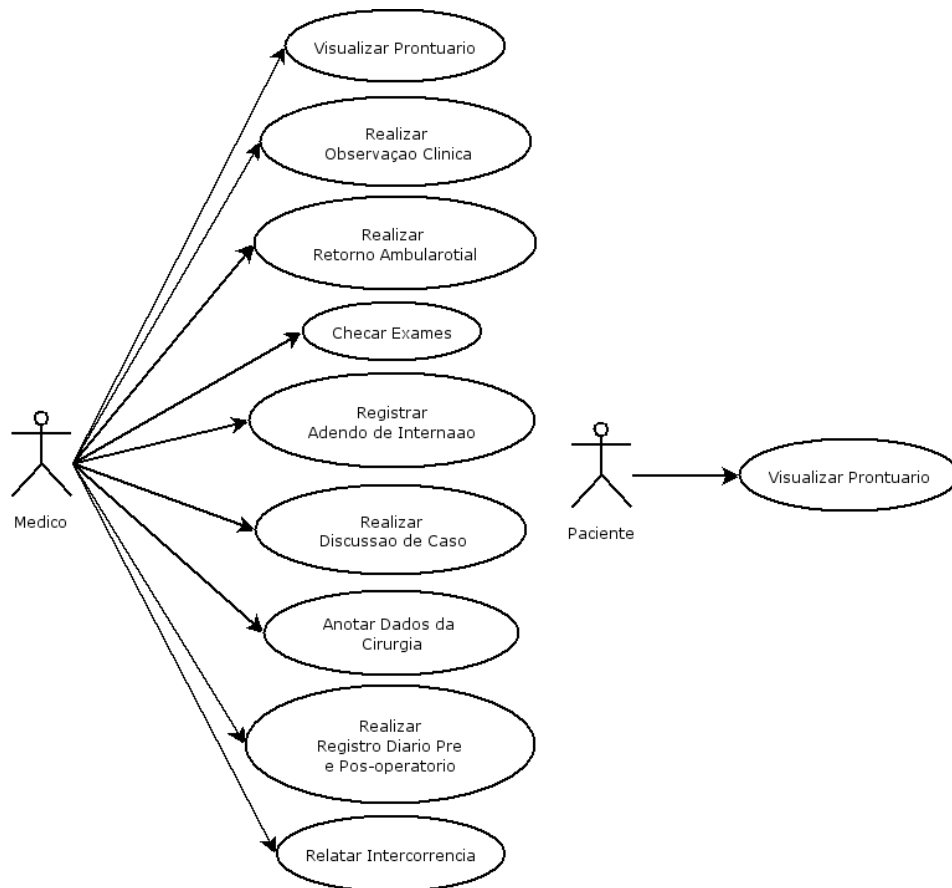 Visualizar Prontuario
Realizar
Observaçao Clinica
Realizar
Retorno Ambularotial
Checar Exames
Registrar
Adendo de Internaao
Medico
Realizar
Discussao de Caso
Anotar Dados da
Cirurgia
Realizar
Registro Diario Pre
e Pos-operatorio
Relatar Intercorrencia
Paciente
Visualizar Prontuario